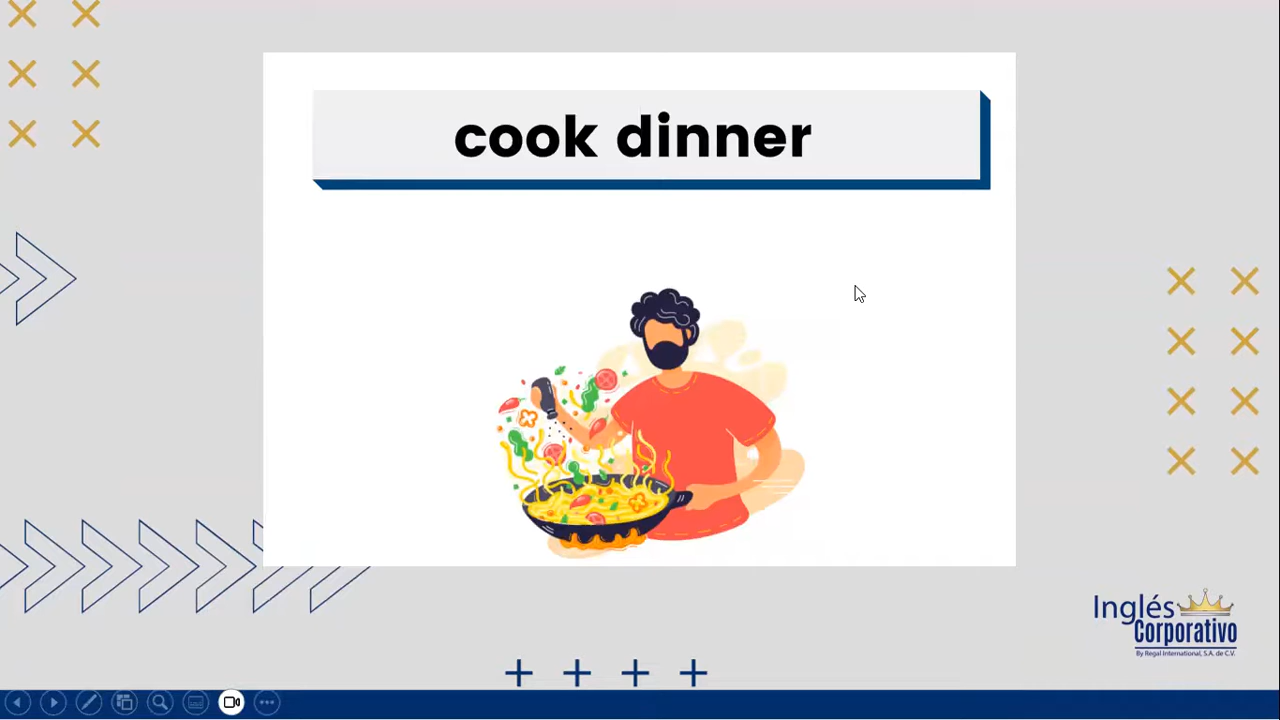 cook dinner
Inglés
Corporativo
By Regal International, S.A. de C.V.